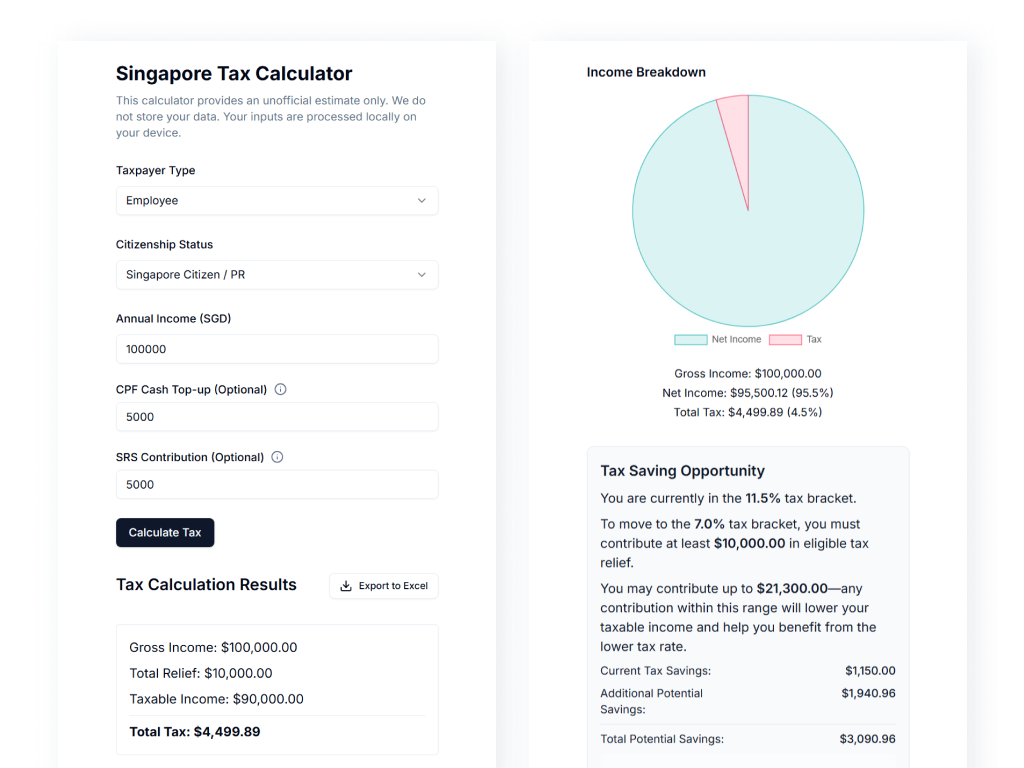 Singapore Tax Calculator
This calculator provides an unofficial estimate only. We do
not store your data. Your inputs are processed locally on
your device.
Taxpayer Type
Employee
Citizenship Status
Singapore Citizen / PR
Annual Income (SGD)
100000
CPF Cash Top-up (Optional)
5000
SRS Contribution (Optional)
5000
Calculate Tax
Tax Calculation Results
Export to Excel
Gross Income: $100,000.00
Total Relief: $10,000.00
Taxable Income: $90,000.00
Total Tax: $4,499.89
Income Breakdown
Net Income
Tax
Gross Income: $100,000.00
Net Income: $95,500.12 (95.5%)
Total Tax: $4,499.89 (4.5%)
Tax Saving Opportunity
You are currently in the 11.5% tax bracket.
To move to the 7.0% tax bracket, you must
contribute at least $10,000.00 in eligible tax
relief.
You may contribute up to $21,300.00—any
contribution within this range will lower your
taxable income and help you benefit from the
lower tax rate.
Current Tax Savings: $1,150.00
Additional Potential $1,940.96
Savings:
Total Potential Savings: $3,090.96